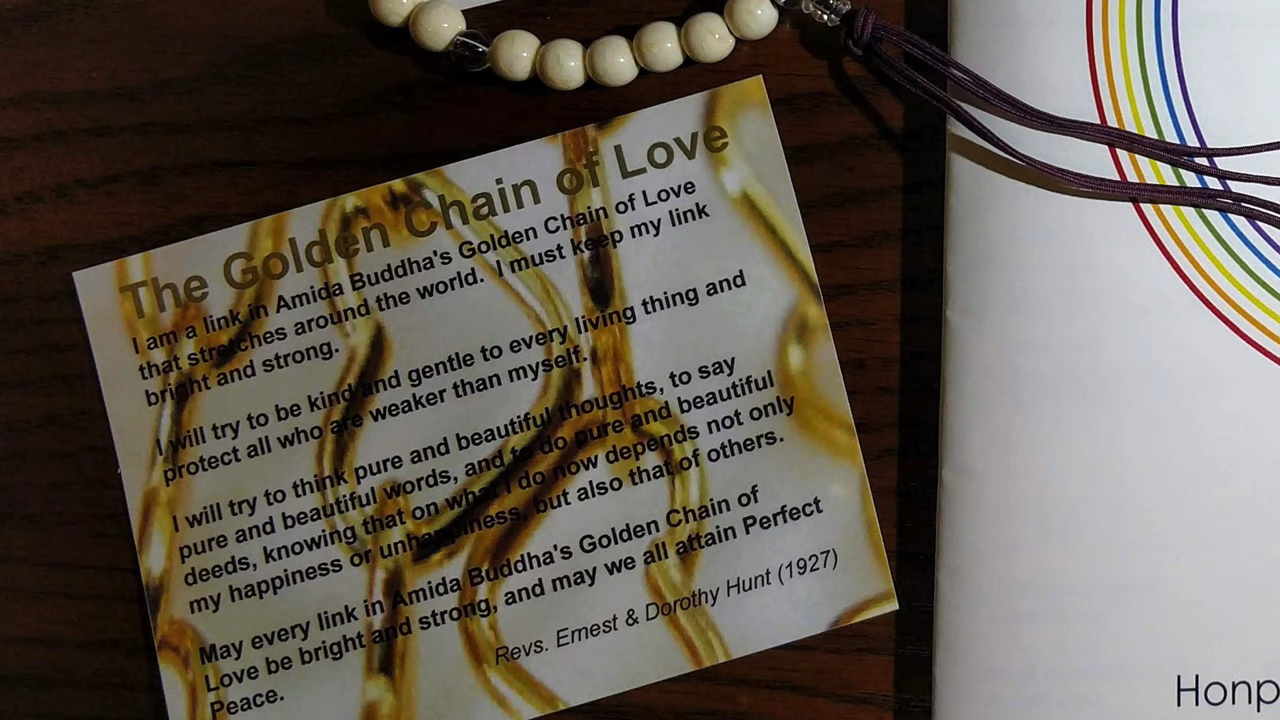 The Golden Chain of Love
I am a link in Amida Buddha's Golden Chain of Love
that stretches around the world. I must keep my link
bright and strong.
I will try to be kind and gentle to every living thing and
protect all who are weaker than myself.
I will try to think pure and beautiful thoughts, to say
pure and beautiful words, and to do pure and beautiful
deeds, knowing that on what I do now depends not only
my happiness or unhappiness, but also that of others.
May every link in Amida Buddha's Golden Chain of
Love be bright and strong, and may we all attain Perfect
Peace.
Revs. Ernest & Dorothy Hunt (1927)
Honp